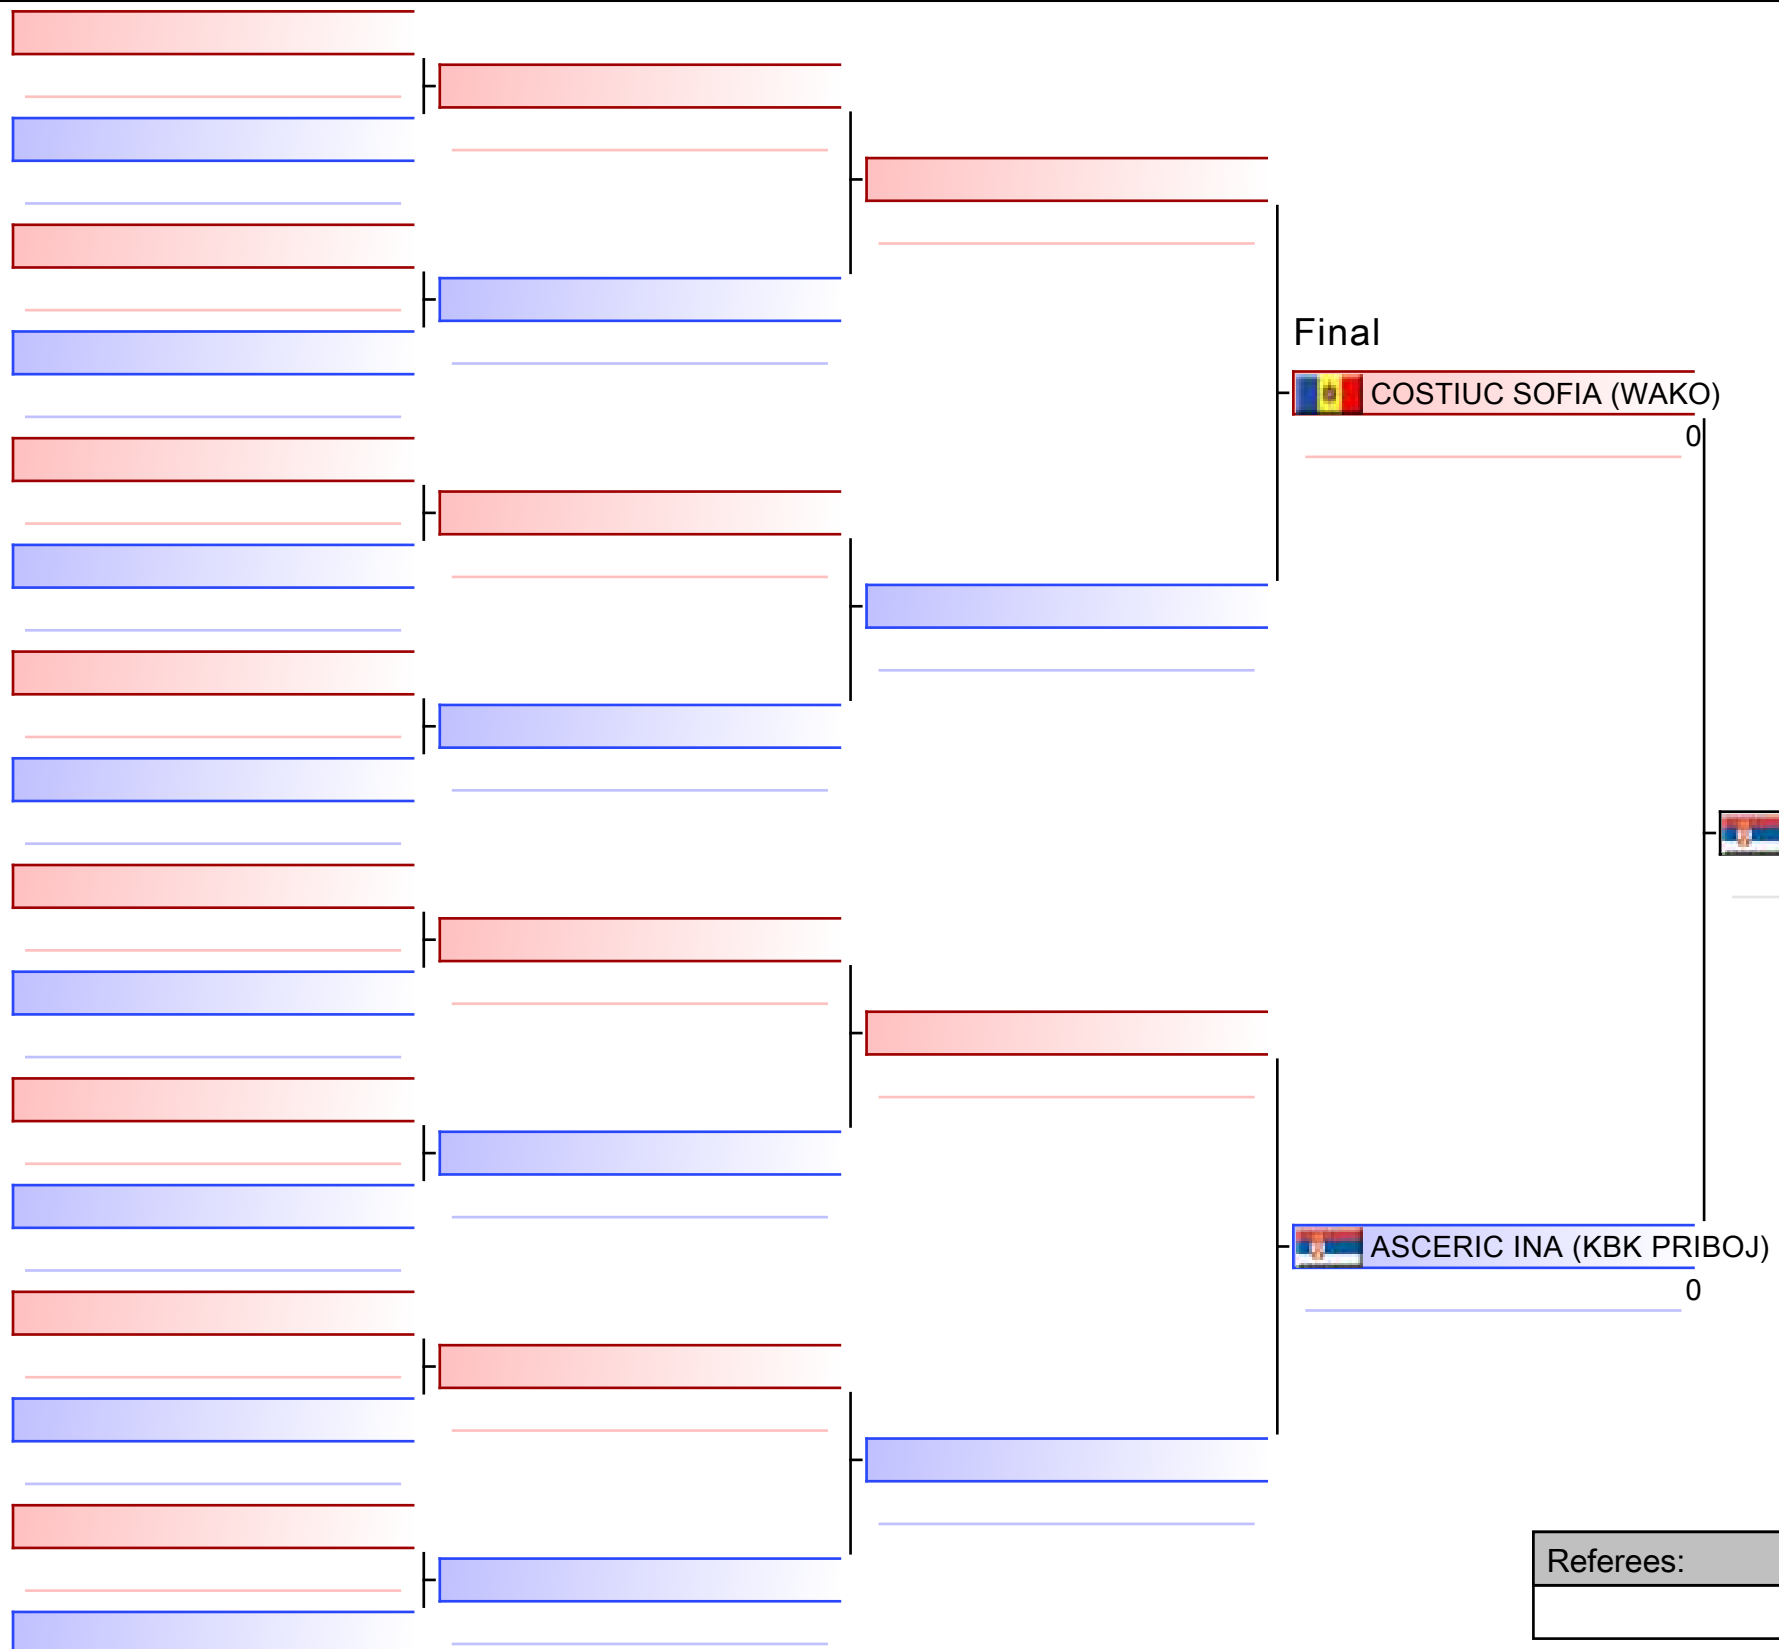 Final
COSTIUC SOFIA (WAKO)
0
ASCERIC INA (KBK PRIBOJ)
0
Referees: